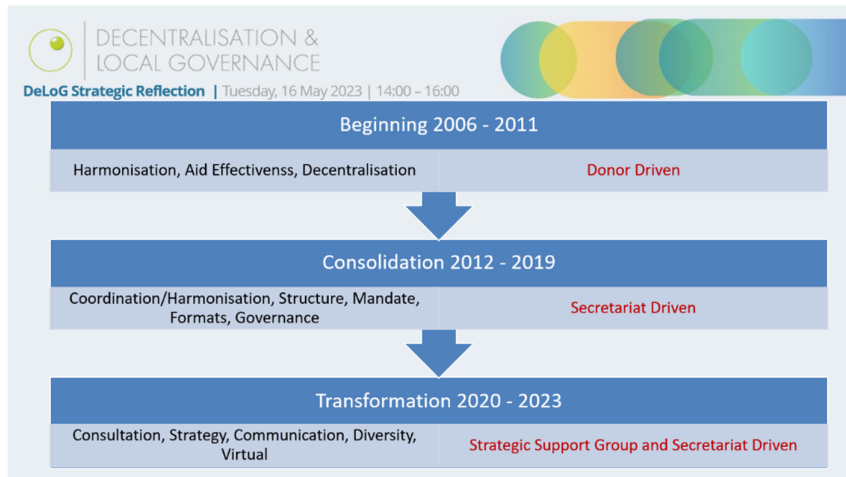 DECENTRALISATION &
LOCAL GOVERNANCE
DeLoG Strategic Reflection | Tuesday, 16 May 2023 | 14:00 – 16:00
Beginning 2006 - 2011
Harmonisation, Aid Effectivenss, Decentralisation
Donor Driven
Consolidation 2012 - 2019
Coordination/Harmonisation, Structure, Mandate,
Formats, Governance
Secretariat Driven
Transformation 2020 - 2023
Consultation, Strategy, Communication, Diversity,
Virtual
Strategic Support Group and Secretariat Driven